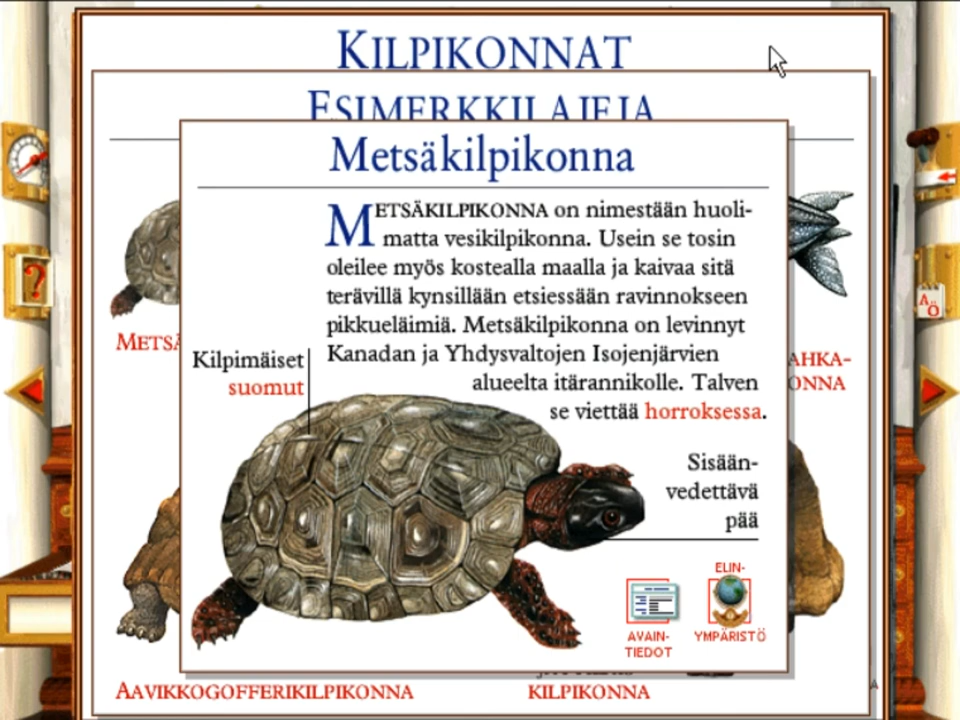 KILPIKONNAT
ESIMERKKILAJEJA
Metsäkilpikonna
METSÄKILPIKONNA on nimestään huoli-
matta vesikilpikonna. Usein se tosin
oleilee myös kostealla maalla ja kaivaa sitä
terävillä kynsillään etsiessään ravinnokseen
pikkueläimiä. Metsäkilpikonna on levinnyt
Kanadan ja Yhdysvaltojen Isojenjärvien
alueelta itärannikolle. Talven
se viettää horroksessa.
Kilpimäiset
suomut
Sisään-
vedettävä
pää
AVAIN-
TIEDOT
ELIN-
YMPÄRISTÖ
METSÄ
AHKA-
ONNA
AAVIKKOGOFFERIKILPIKONNA
KILPIKONNA
?
A
Ö